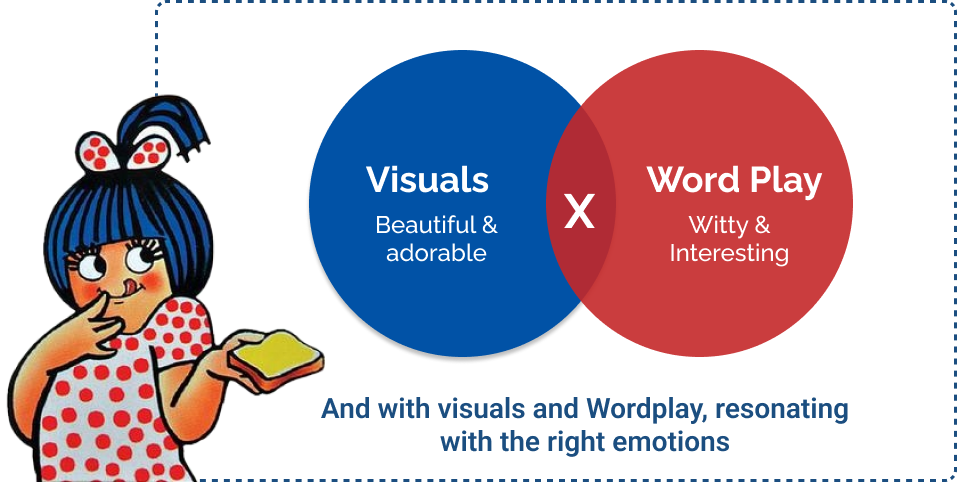 Visuals
Beautiful &
adorable
X
Word Play
Witty &
Interesting
And with visuals and Wordplay, resonating
with the right emotions